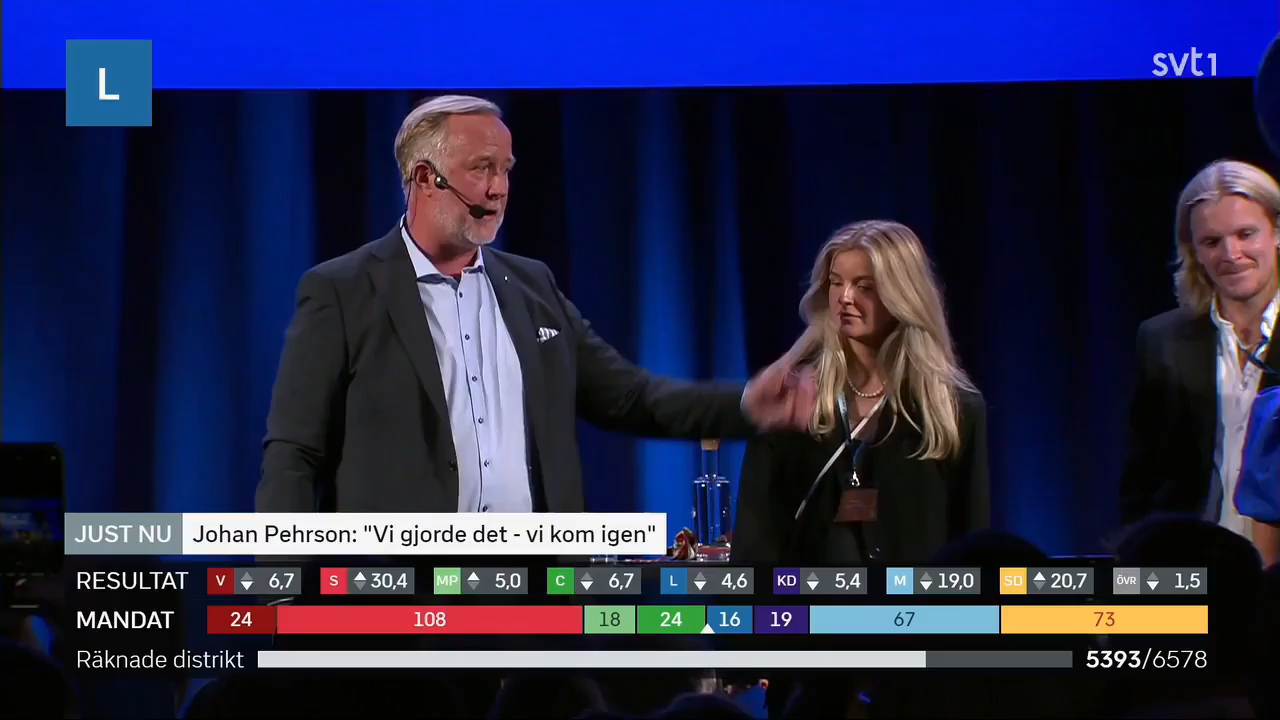 L
svt1
JUST NU Johan Pehrson: "Vi gjorde det - vi kom igen"
RESULTAT V 6,7 S 30,4 MP 5,0 C 6,7 L 4,6 KD 5,4 M 19,0 SD 20,7 ÖVR 1,5
MANDAT 24 108 18 24 16 19 67 73
Räknade distrikt 5393/6578